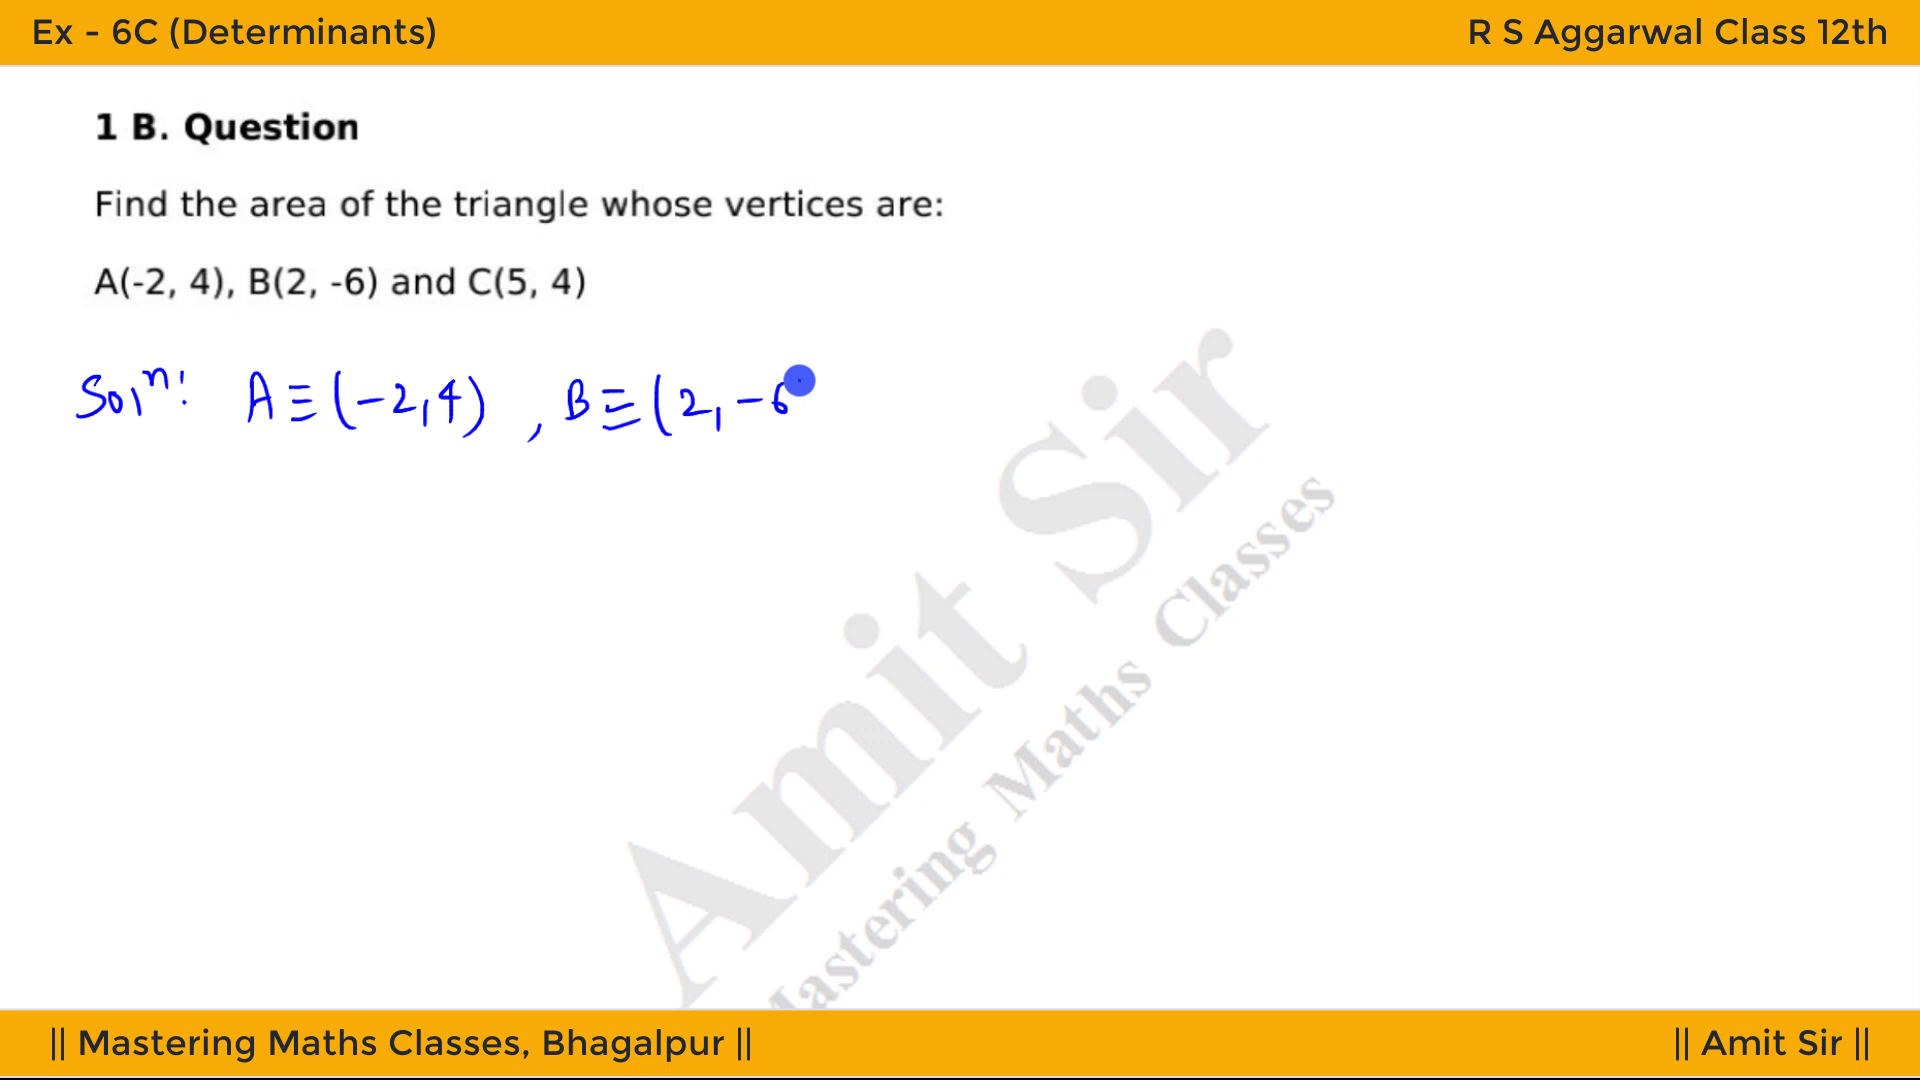 Ex - 6C (Determinants)
R S Aggarwal Class 12th
1 B. Question
Find the area of the triangle whose vertices are:
A(-2, 4), B(2, -6) and C(5, 4)
Solⁿ: A ≡ (-2, 4) , B ≡ (2, -6
Amit Sir
Mastering Maths Classes
|| Mastering Maths Classes, Bhagalpur ||
|| Amit Sir ||